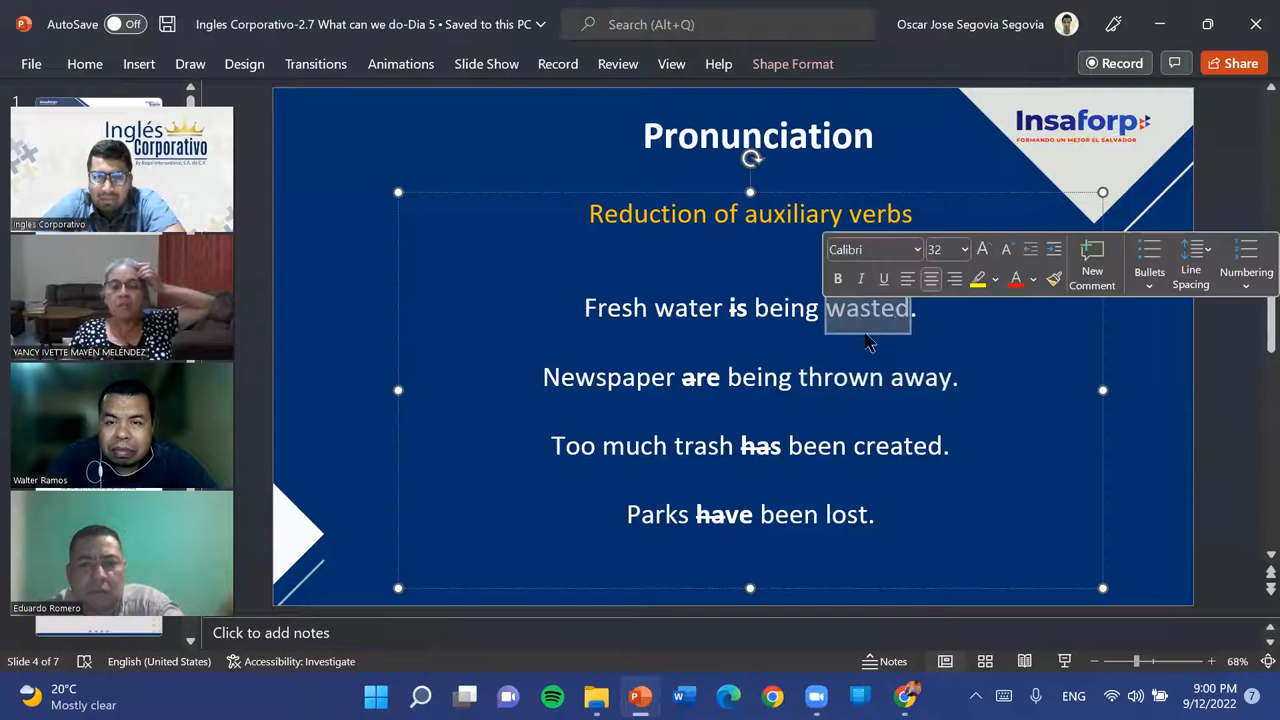 AutoSave Off Ingles Corporativo-2.7 What can we do-Dia 5 • Saved to this PC Search (Alt+Q) Oscar Jose Segovia Segovia
File Home Insert Draw Design Transitions Animations Slide Show Record Review View Help Shape Format Record Share
1
Inglés
Corporativo
Ingles Corporativo
YANCY IVETTE MAYEN MELENDEZ
Walter Ramos
Eduardo Romero
Insaforp
FORMANDO UN MEJOR EL SALVADOR
Pronunciation
Reduction of auxiliary verbs
Calibri 32
New
Comment
Bullets
Line
Spacing
Numbering
Fresh water is being wasted.
Newspaper are being thrown away.
Too much trash has been created.
Parks have been lost.
Click to add notes
Slide 4 of 7 English (United States) Accessibility: Investigate Notes 68%
20°C
Mostly clear
ENG
9:00 PM
9/12/2022
7